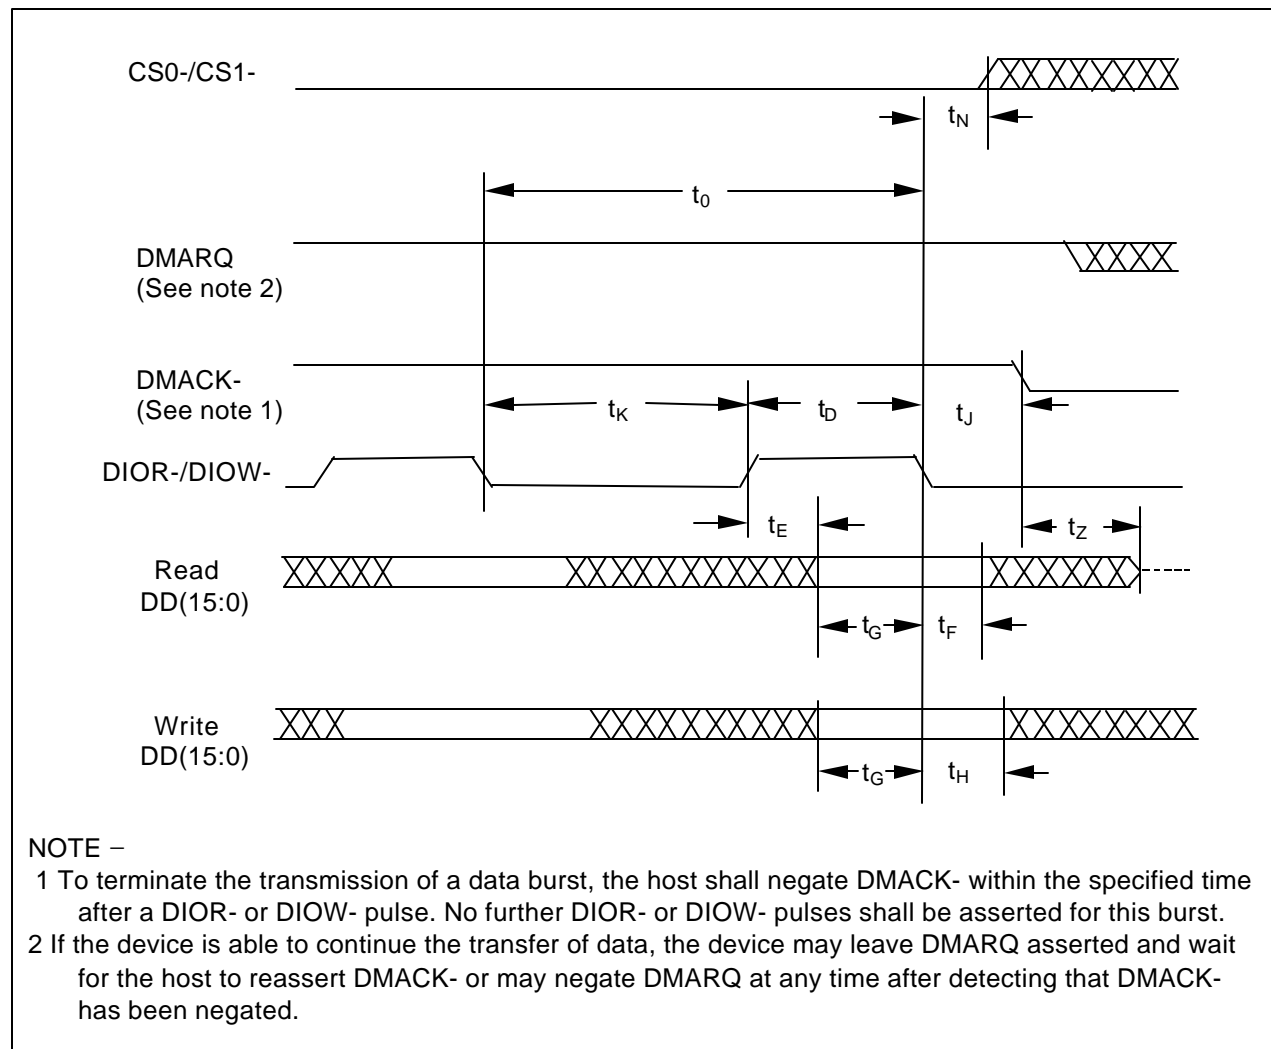 CS0-/CS1-
tN
t0
DMARQ
(See note 2)
DMACK-
(See note 1)
tK
tD
tJ
DIOR-/DIOW-
tE
tZ
Read
DD(15:0)
tG
tF
Write
DD(15:0)
tG
tH
NOTE –
1 To terminate the transmission of a data burst, the host shall negate DMACK- within the specified time
after a DIOR- or DIOW- pulse. No further DIOR- or DIOW- pulses shall be asserted for this burst.
2 If the device is able to continue the transfer of data, the device may leave DMARQ asserted and wait
for the host to reassert DMACK- or may negate DMARQ at any time after detecting that DMACK-
has been negated.